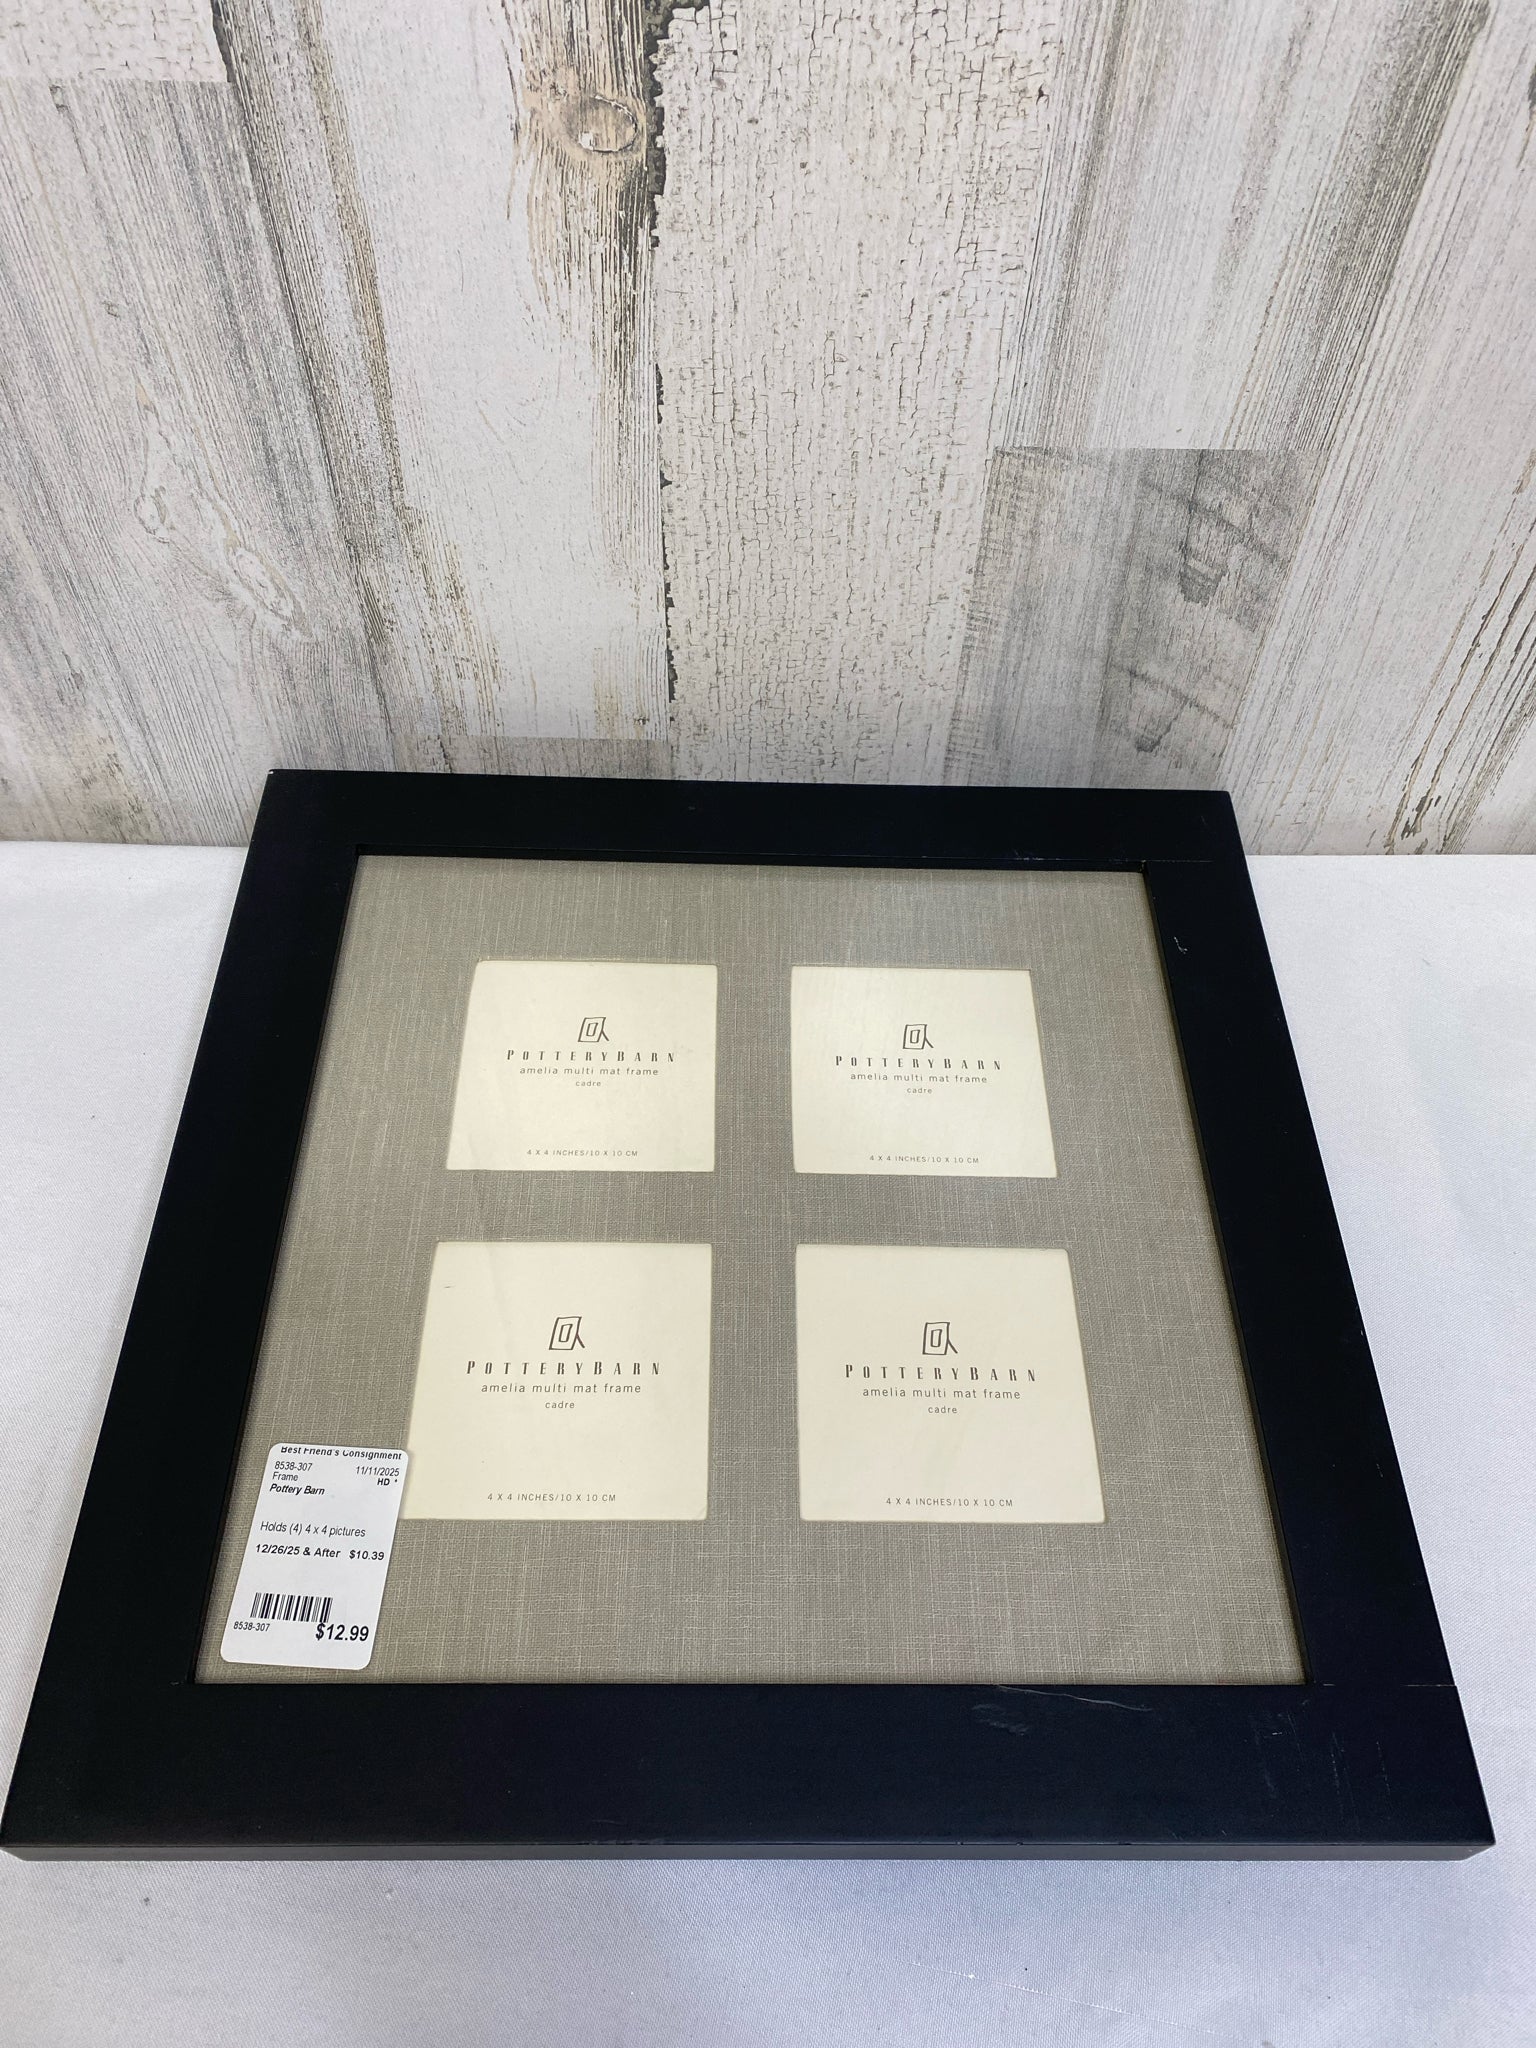 POTTERYBARN
amelia multi mat frame
cadre
4 X 4 INCHES/10 X 10 CM
POTTERYBARN
amelia multi mat frame
cadre
4 X 4 INCHES/10 X 10 CM
POTTERYBARN
amelia multi mat frame
cadre
4 X 4 INCHES/10 X 10 CM
POTTERYBARN
amelia multi mat frame
cadre
4 X 4 INCHES/10 X 10 CM
Best Friend's Consignment
8538-307 11/11/2025
Frame HD *
Pottery Barn
Holds (4) 4 x 4 pictures
12/26/25 & After $10.39
8538-307 $12.99